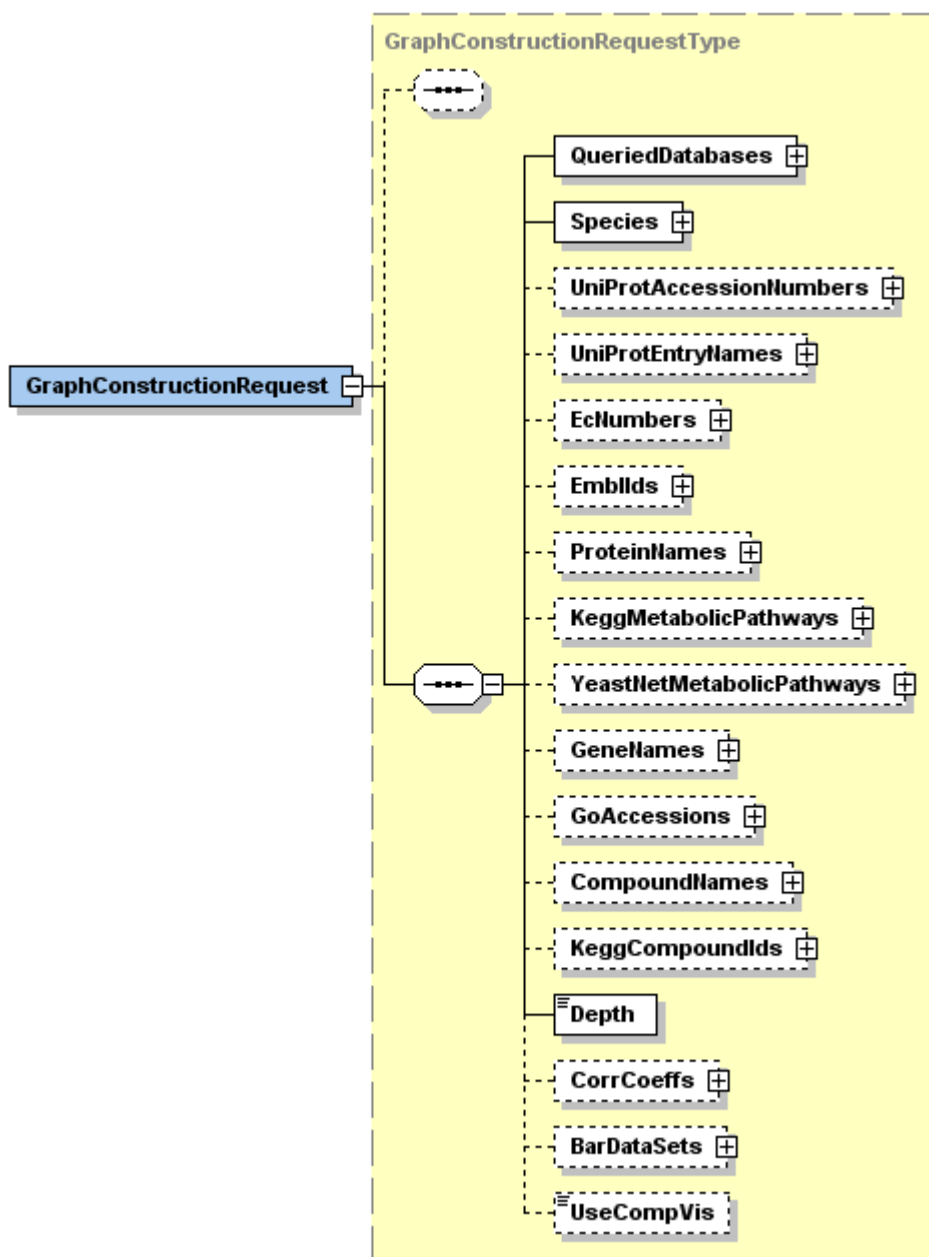 GraphConstructionRequestType
QueriedDatabases
Species
UniProtAccessionNumbers
UniProtEntryNames
GraphConstructionRequest
EcNumbers
EmblIds
ProteinNames
KeggMetabolicPathways
YeastNetMetabolicPathways
GeneNames
GoAccessions
CompoundNames
KeggCompoundIds
Depth
CorrCoeffs
BarDataSets
UseCompVis